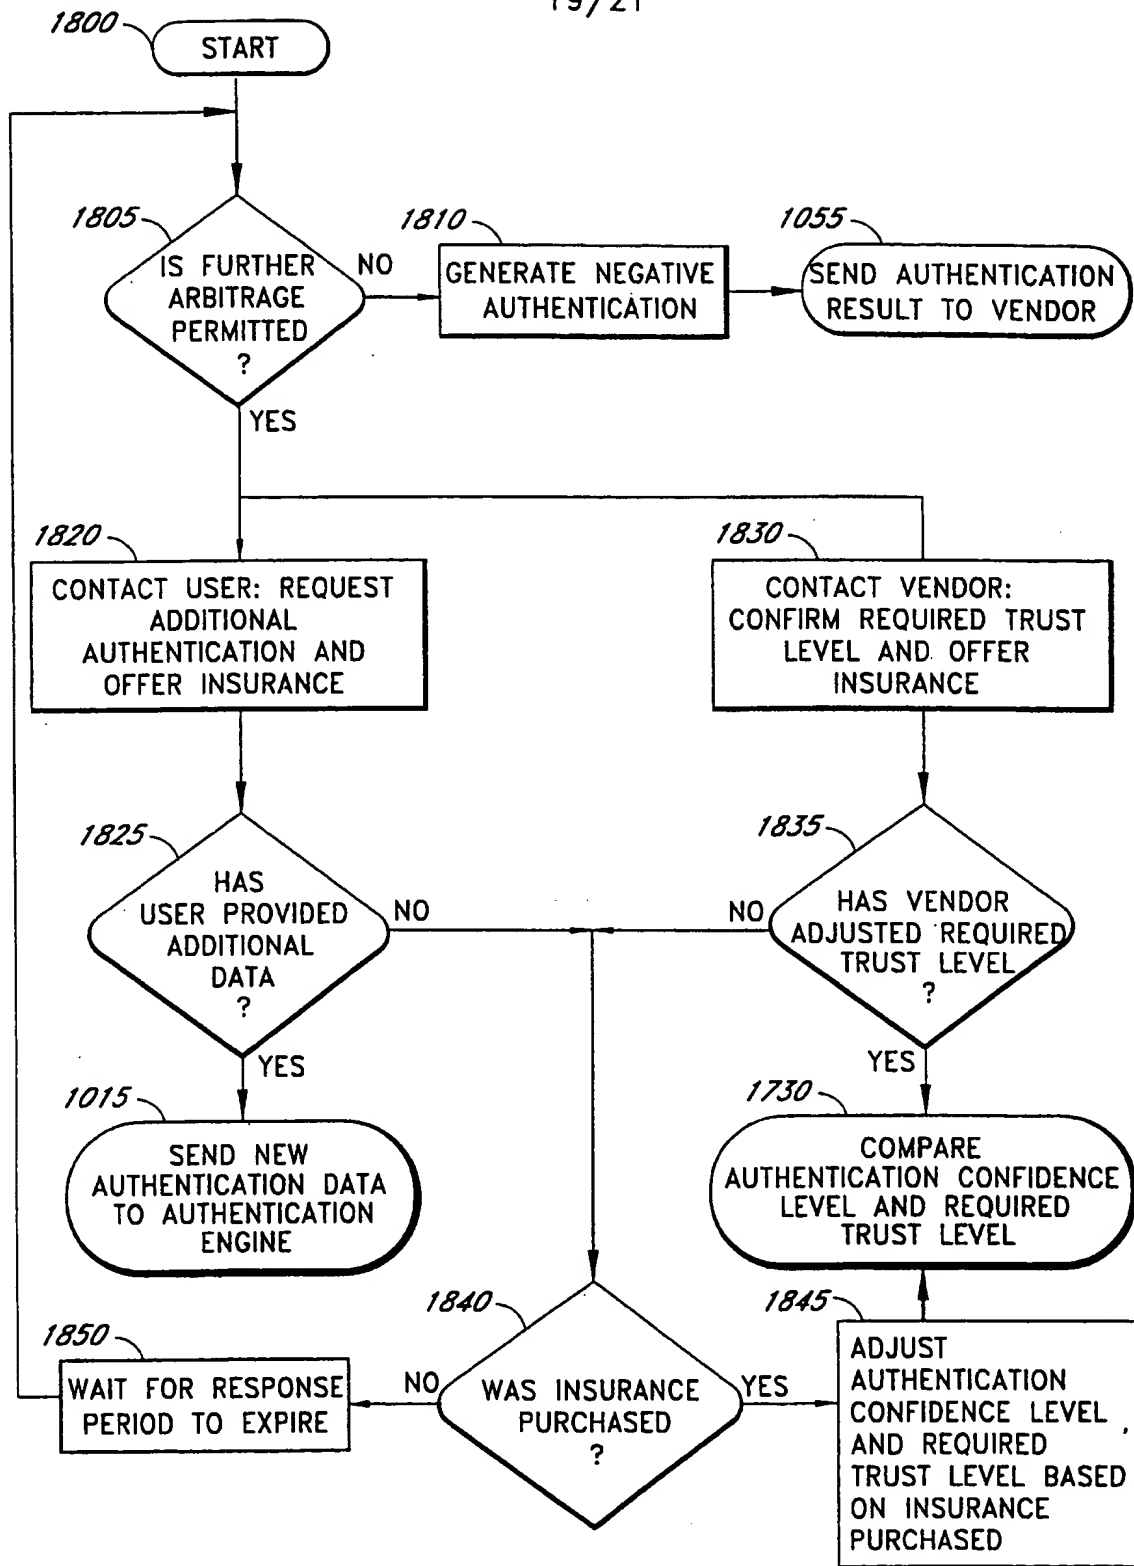 19/21
1800
START
1805
IS FURTHER
ARBITRAGE
PERMITTED
?
NO
YES
1810
GENERATE NEGATIVE
AUTHENTICATION
1055
SEND AUTHENTICATION
RESULT TO VENDOR
1820
CONTACT USER: REQUEST
ADDITIONAL
AUTHENTICATION AND
OFFER INSURANCE
1830
CONTACT VENDOR:
CONFIRM REQUIRED TRUST
LEVEL AND OFFER
INSURANCE
1825
HAS
USER PROVIDED
ADDITIONAL
DATA
?
NO
YES
1835
HAS VENDOR
ADJUSTED REQUIRED
TRUST LEVEL
?
NO
YES
1015
SEND NEW
AUTHENTICATION DATA
TO AUTHENTICATION
ENGINE
1730
COMPARE
AUTHENTICATION CONFIDENCE
LEVEL AND REQUIRED
TRUST LEVEL
1840
WAS INSURANCE
PURCHASED
?
NO
YES
1850
WAIT FOR RESPONSE
PERIOD TO EXPIRE
1845
ADJUST
AUTHENTICATION
CONFIDENCE LEVEL
AND REQUIRED
TRUST LEVEL BASED
ON INSURANCE
PURCHASED